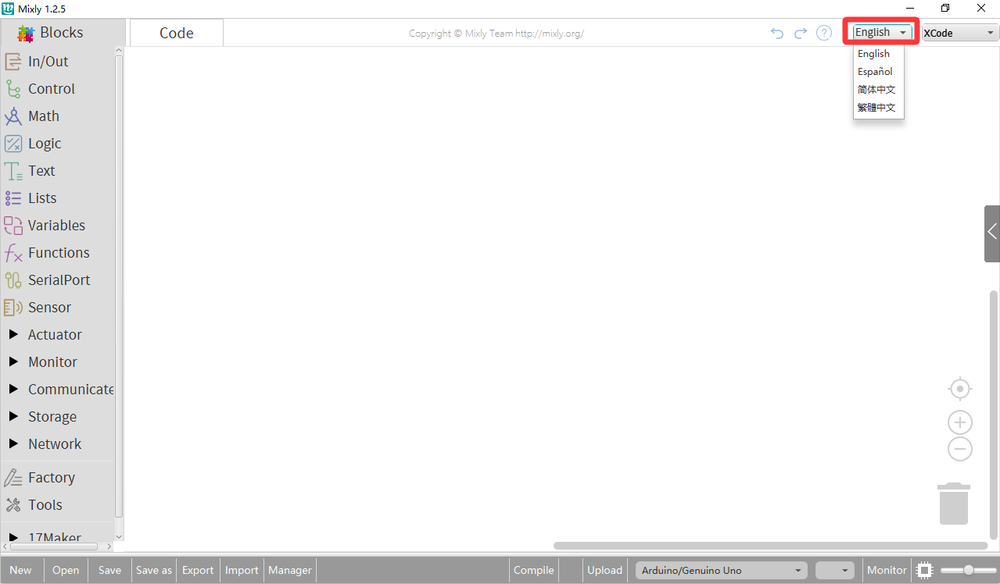 Mixly 1.2.5
Blocks
Code
Copyright © Mixly Team http://mixly.org/
?
English
XCode
English
Español
简体中文
繁體中文
In/Out
Control
Math
Logic
Text
Lists
Variables
Functions
SerialPort
Sensor
Actuator
Monitor
Communicate
Storage
Network
Factory
Tools
17Maker
New
Open
Save
Save as
Export
Import
Manager
Compile
Upload
Arduino/Genuino Uno
Monitor